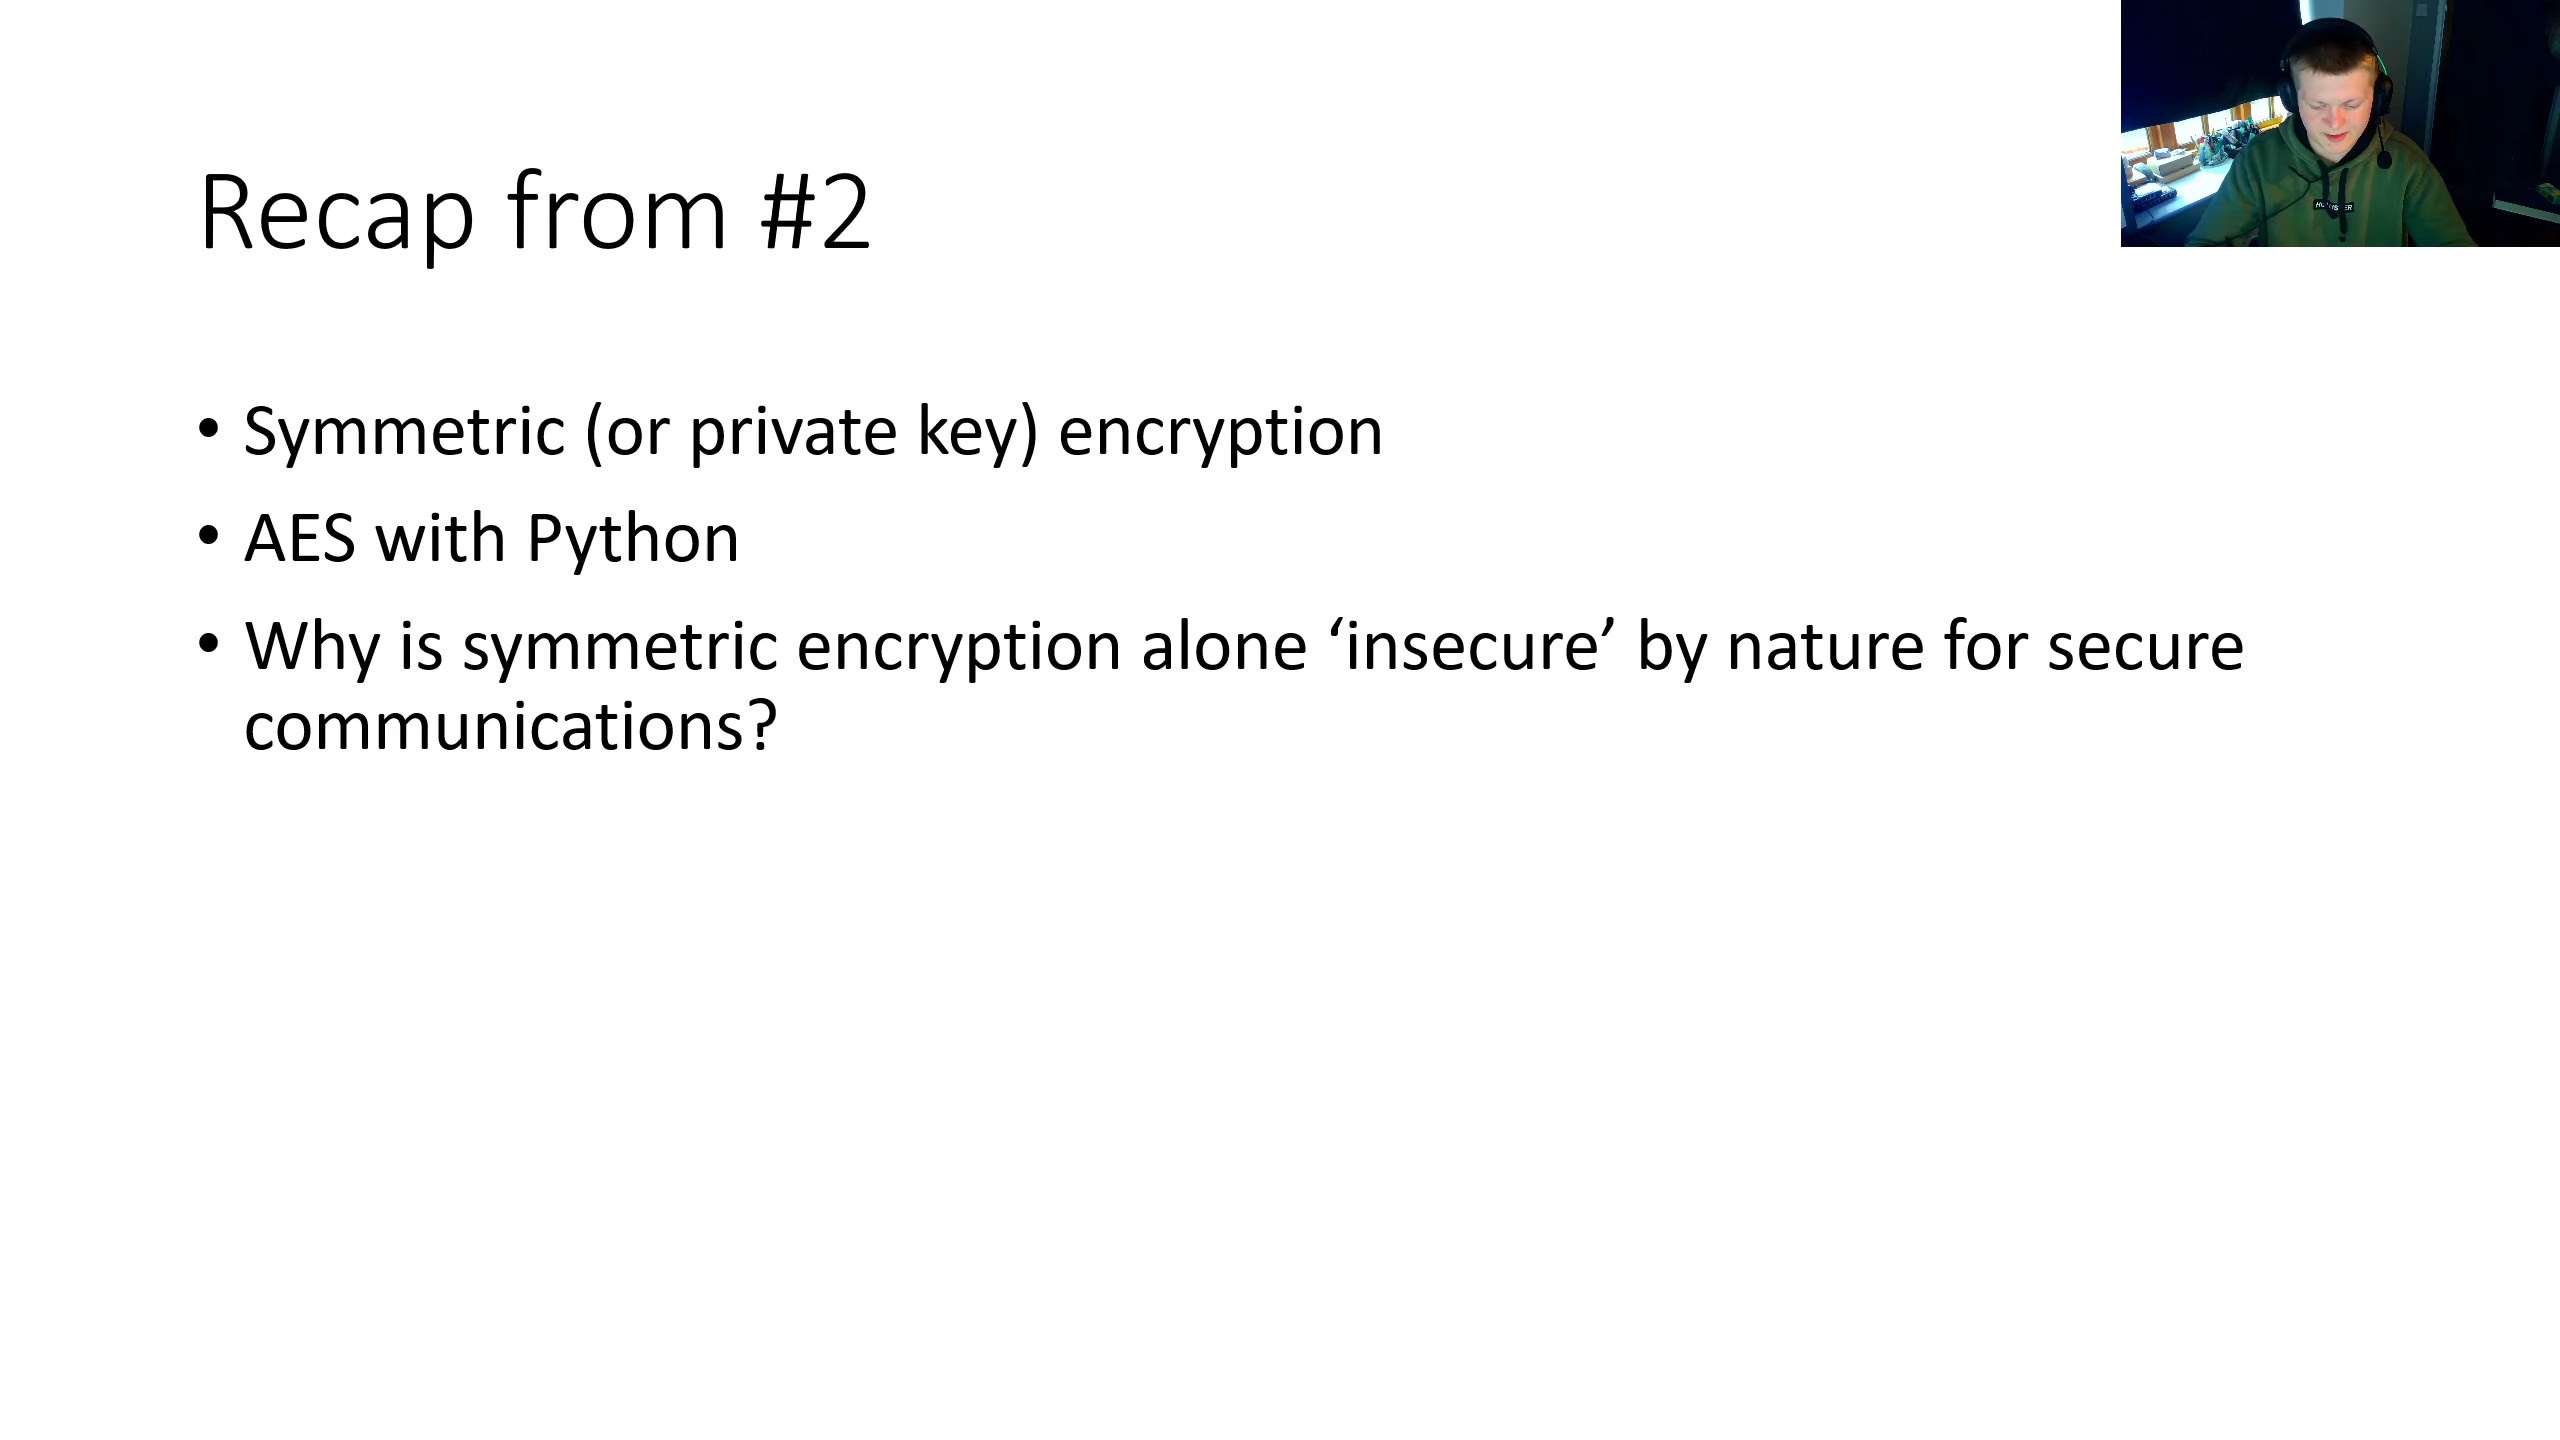 Recap from #2
• Symmetric (or private key) encryption
• AES with Python
• Why is symmetric encryption alone ‘insecure’ by nature for secure
communications?